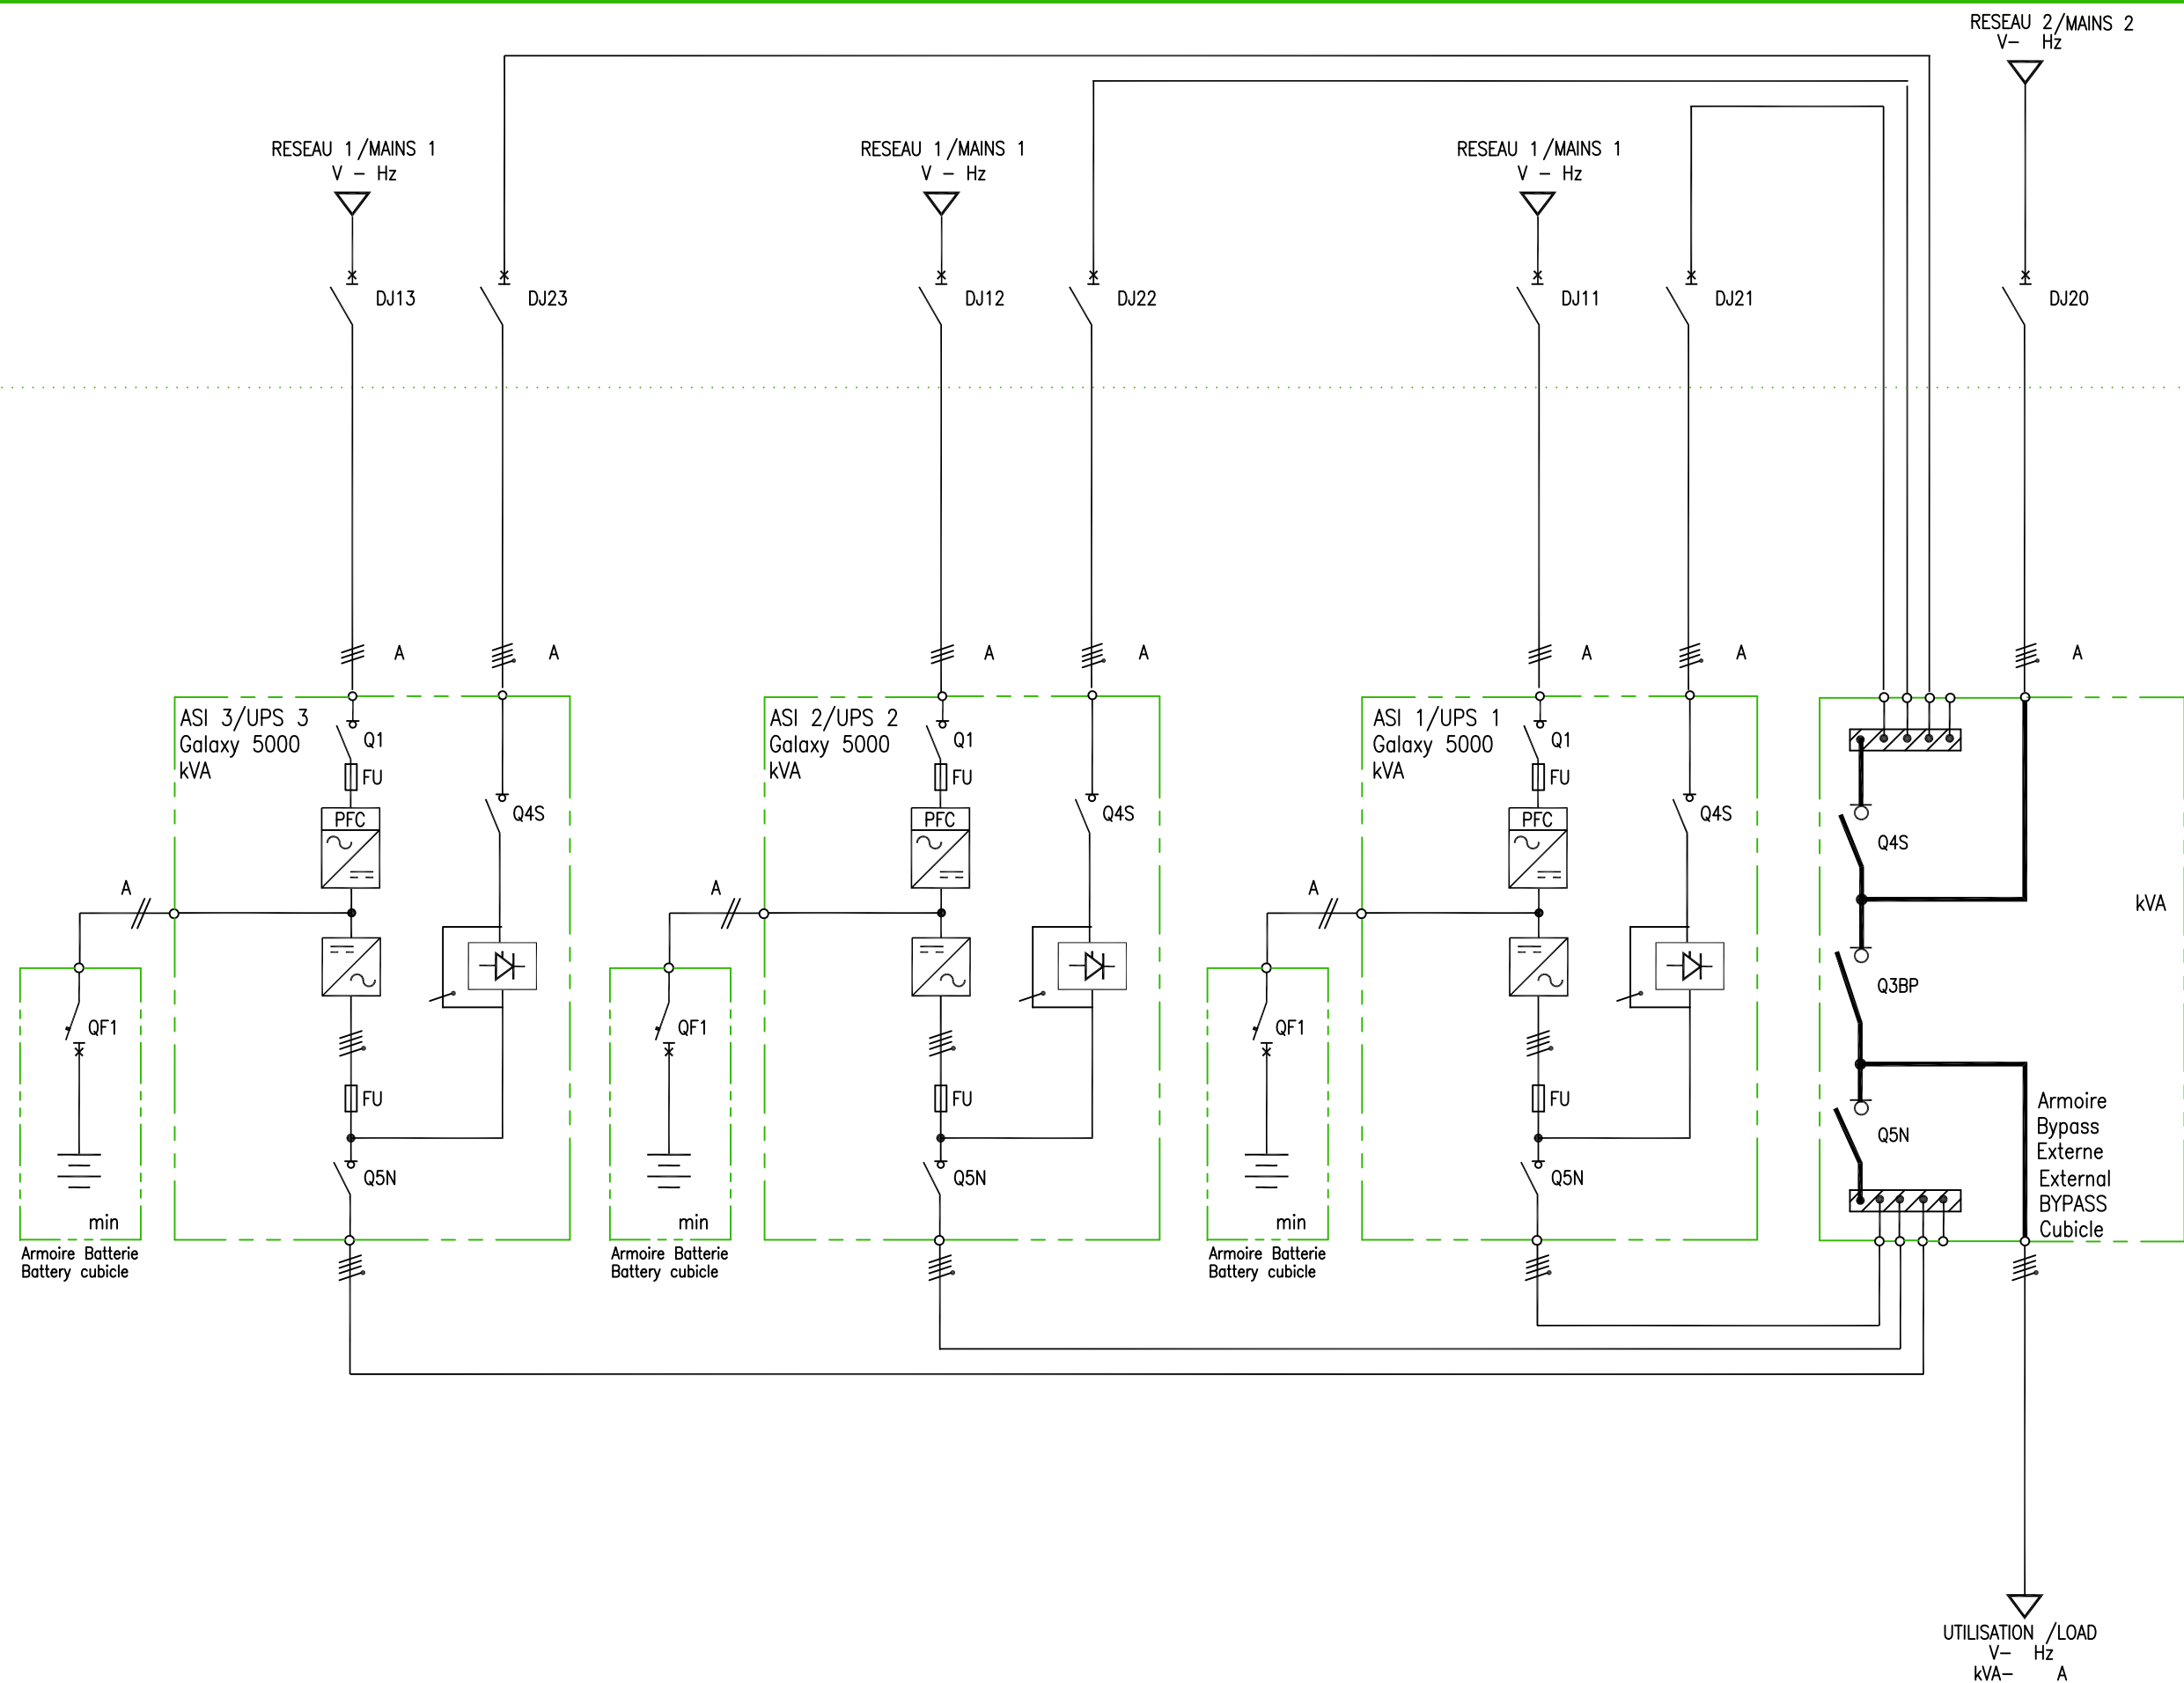 RESEAU 2/MAINS 2
V- Hz
RESEAU 1/MAINS 1
V - Hz
RESEAU 1/MAINS 1
V - Hz
RESEAU 1/MAINS 1
V - Hz
DJ13
DJ23
DJ12
DJ22
DJ11
DJ21
DJ20
A
A
A
A
A
A
A
ASI 3/UPS 3
Galaxy 5000
kVA
Q1
FU
PFC
Q4S
A
QF1
FU
Q5N
min
Armoire Batterie
Battery cubicle
ASI 2/UPS 2
Galaxy 5000
kVA
Q1
FU
PFC
Q4S
A
QF1
FU
Q5N
min
Armoire Batterie
Battery cubicle
ASI 1/UPS 1
Galaxy 5000
kVA
Q1
FU
PFC
Q4S
A
QF1
FU
Q5N
min
Armoire Batterie
Battery cubicle
Q4S
kVA
Q3BP
Q5N
Armoire
Bypass
Externe
External
BYPASS
Cubicle
UTILISATION /LOAD
V- Hz
kVA- A